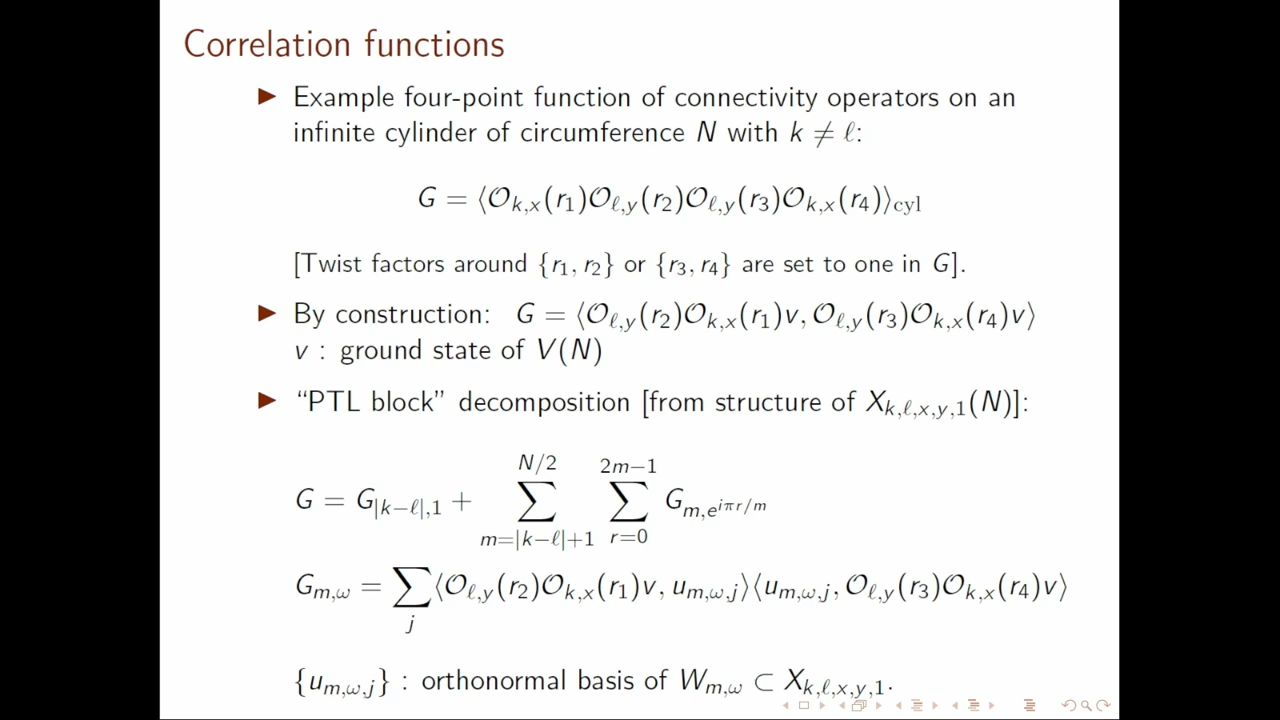 Correlation functions
▶ Example four-point function of connectivity operators on an
infinite cylinder of circumference N with k ≠ ℓ:
G = ⟨𝒪_{k,x}(r_1)𝒪_{ℓ,y}(r_2)𝒪_{ℓ,y}(r_3)𝒪_{k,x}(r_4)⟩_{cyl}
[Twist factors around {r_1, r_2} or {r_3, r_4} are set to one in G].
▶ By construction: G = ⟨𝒪_{ℓ,y}(r_2)𝒪_{k,x}(r_1)v, 𝒪_{ℓ,y}(r_3)𝒪_{k,x}(r_4)v⟩
v : ground state of V(N)
▶ “PTL block” decomposition [from structure of X_{k,ℓ,x,y,1}(N)]:
G = G_{|k−ℓ|,1} + ∑_{m=|k−ℓ|+1}^{N/2} ∑_{r=0}^{2m−1} G_{m,e^{iπr/m}}
G_{m,ω} = ∑_j ⟨𝒪_{ℓ,y}(r_2)𝒪_{k,x}(r_1)v, u_{m,ω,j}⟩⟨u_{m,ω,j}, 𝒪_{ℓ,y}(r_3)𝒪_{k,x}(r_4)v⟩
{u_{m,ω,j}} : orthonormal basis of W_{m,ω} ⊂ X_{k,ℓ,x,y,1}.